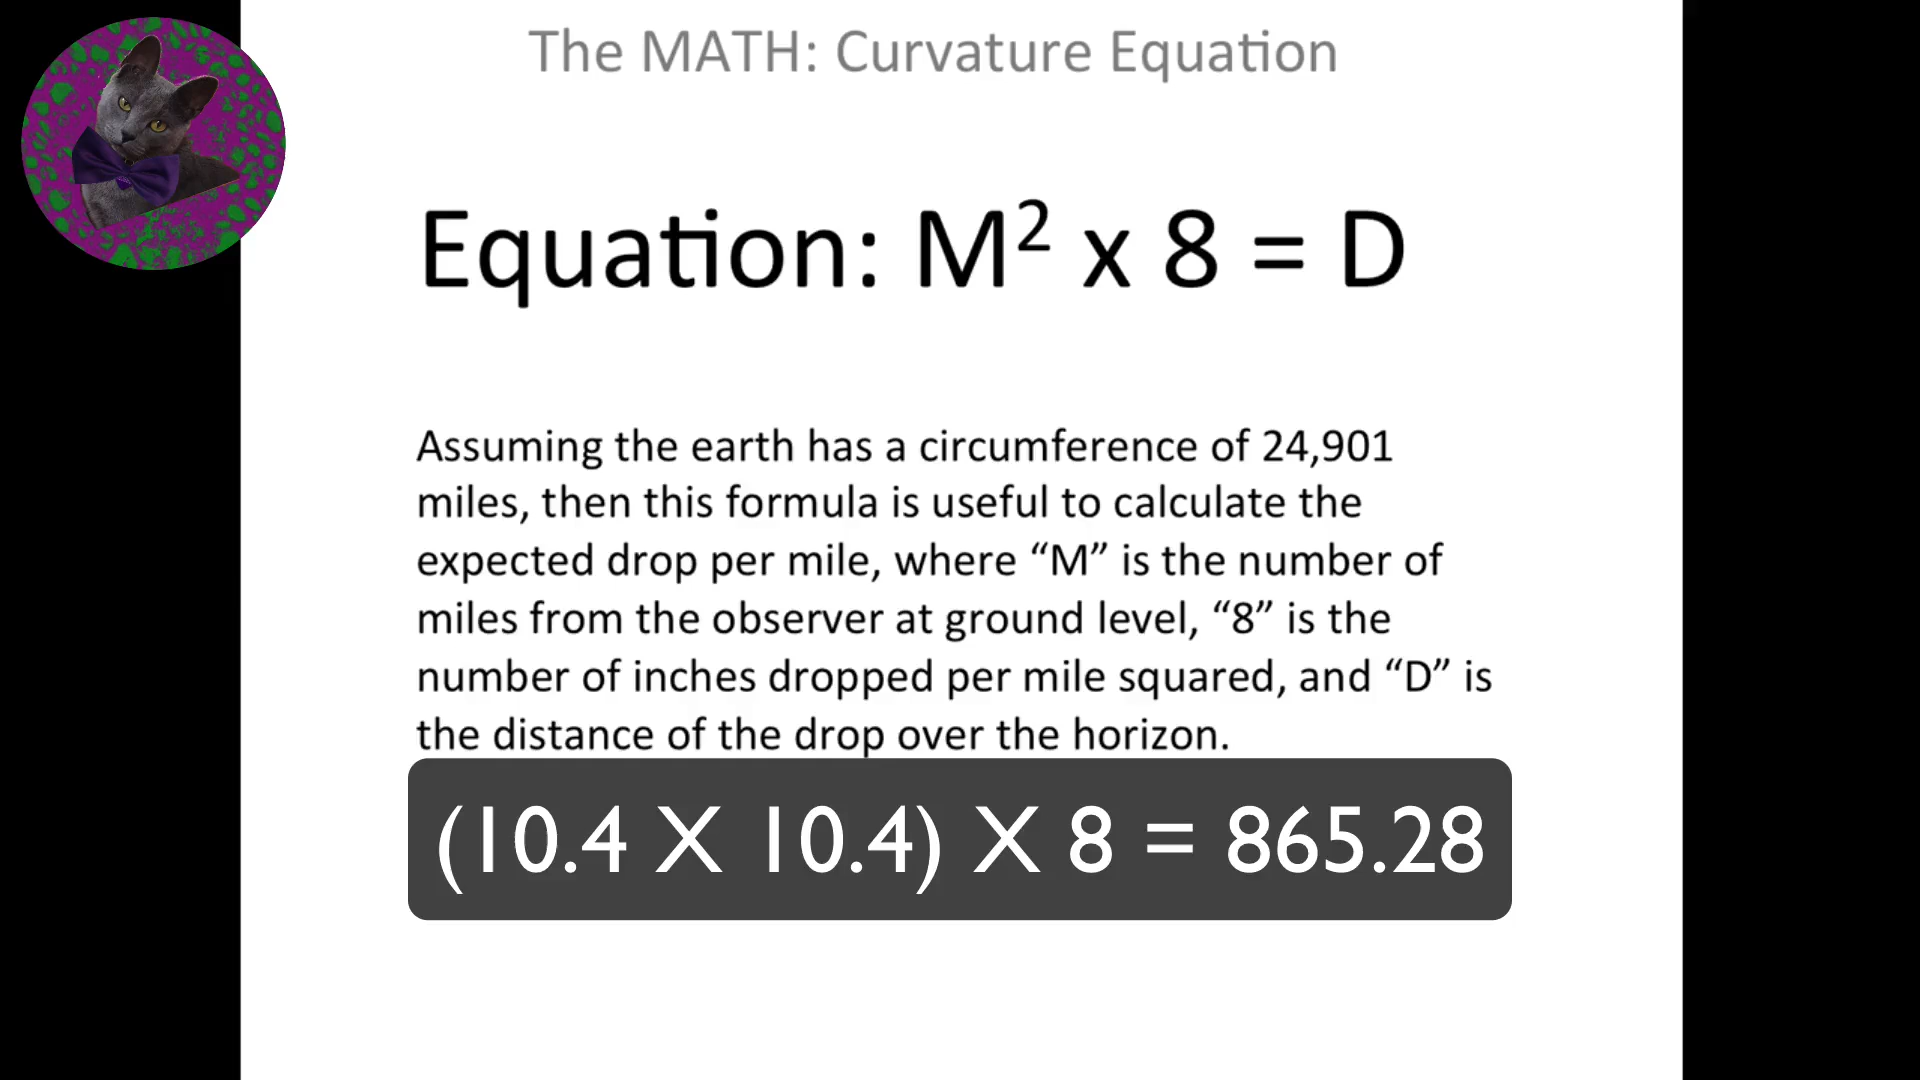 The MATH: Curvature Equation
Equation: M² x 8 = D
Assuming the earth has a circumference of 24,901
miles, then this formula is useful to calculate the
expected drop per mile, where “M” is the number of
miles from the observer at ground level, “8” is the
number of inches dropped per mile squared, and “D” is
the distance of the drop over the horizon.
(10.4 X 10.4) X 8 = 865.28